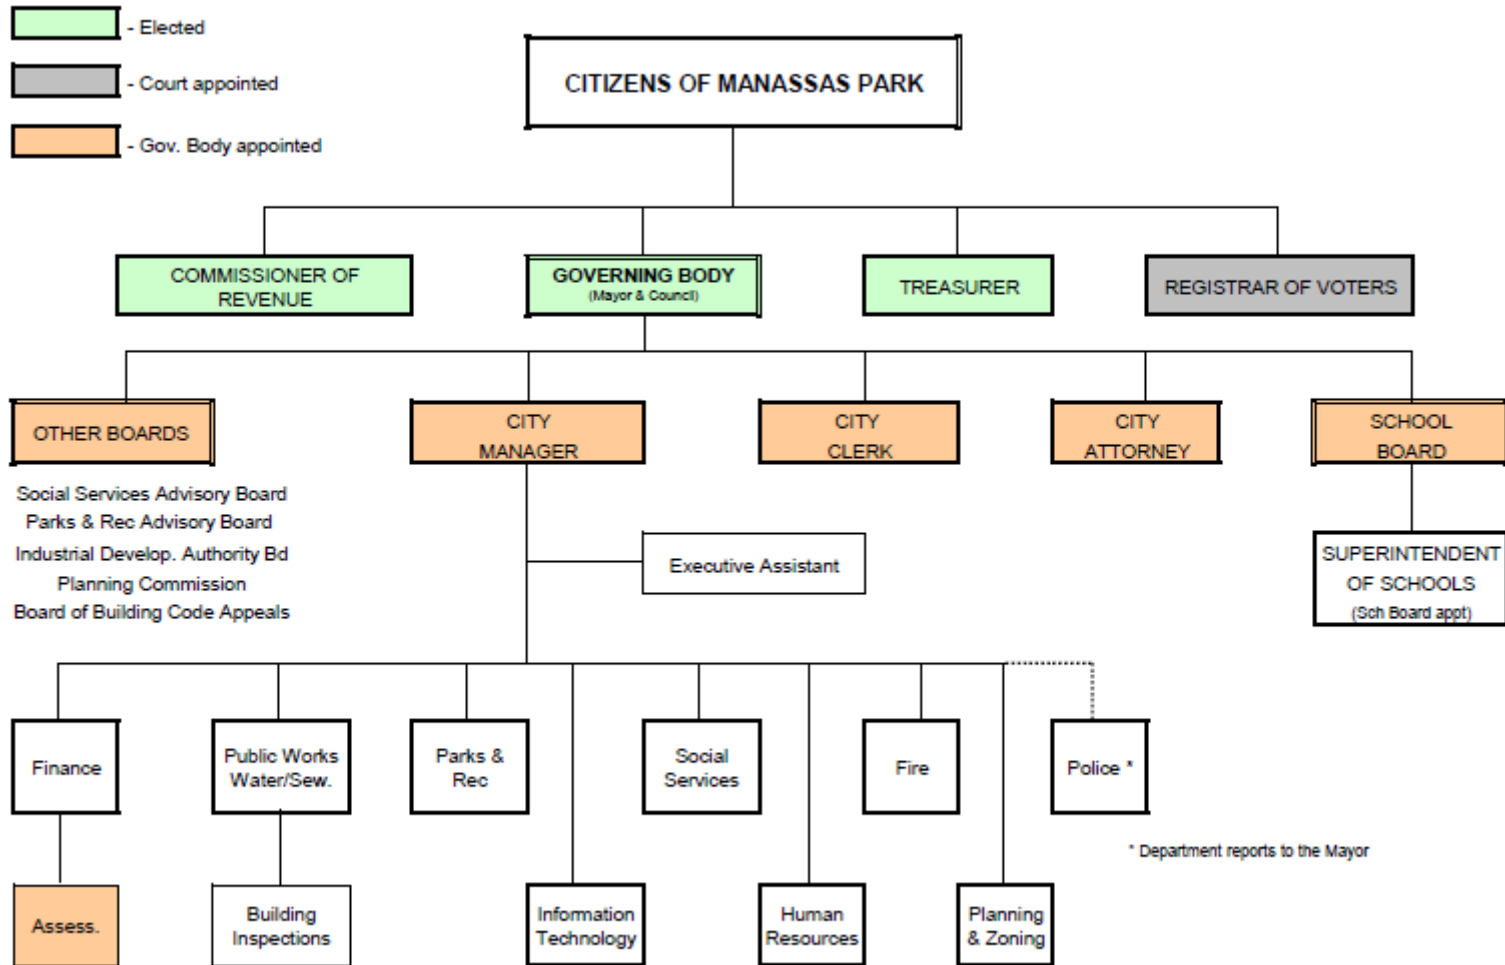 - Elected
- Court appointed
- Gov. Body appointed
CITIZENS OF MANASSAS PARK
COMMISSIONER OF
REVENUE
GOVERNING BODY
(Mayor & Council)
TREASURER
REGISTRAR OF VOTERS
OTHER BOARDS
CITY
MANAGER
CITY
CLERK
CITY
ATTORNEY
SCHOOL
BOARD
Social Services Advisory Board
Parks & Rec Advisory Board
Industrial Develop. Authority Bd
Planning Commission
Board of Building Code Appeals
Executive Assistant
SUPERINTENDENT
OF SCHOOLS
(Sch Board appt)
Finance
Public Works
Water/Sew.
Parks &
Rec
Social
Services
Fire
Police *
* Department reports to the Mayor
Assess.
Building
Inspections
Information
Technology
Human
Resources
Planning
& Zoning